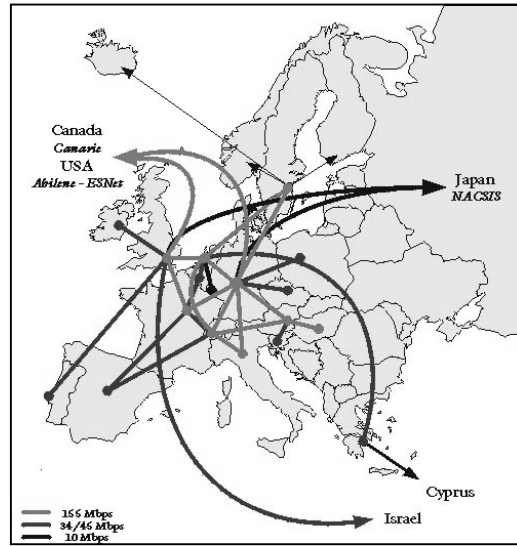 Canada
Canarie
USA
Abilene - ESNet
Japan
NACSIS
Cyprus
Israel
155 Mbps
34/45 Mbps
10 Mbps